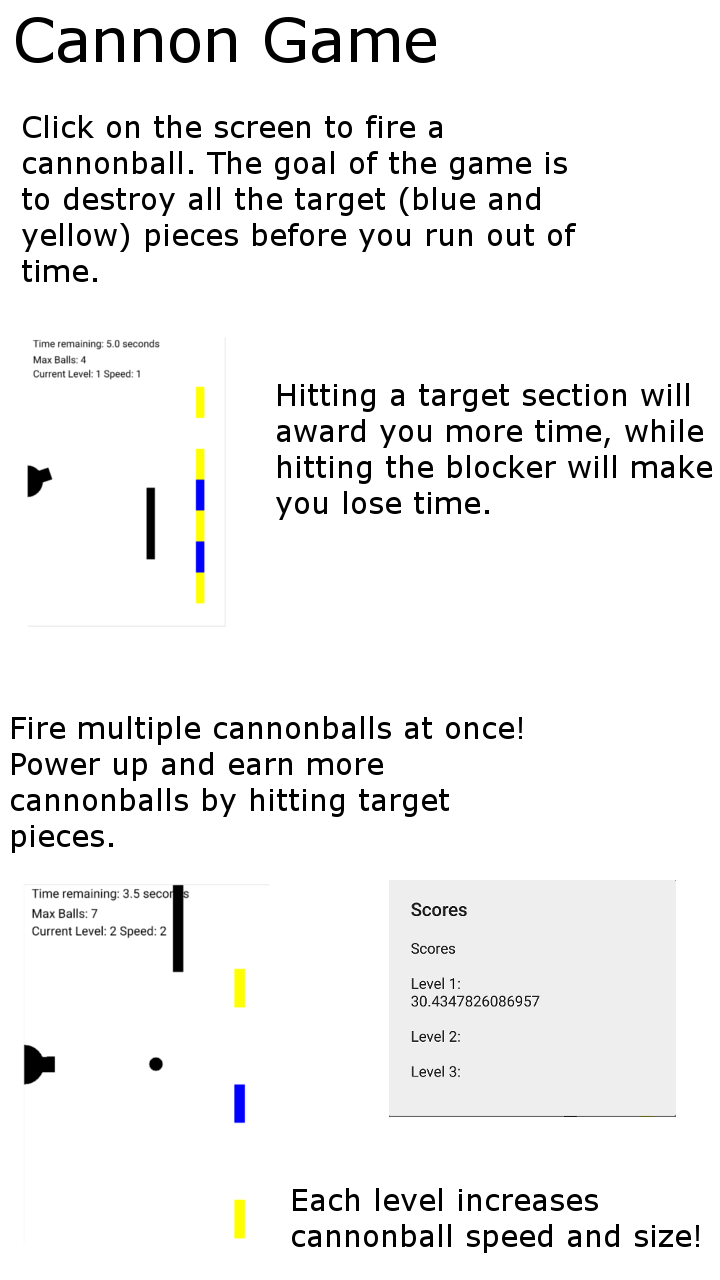 Cannon Game
Click on the screen to fire a
cannonball. The goal of the game is
to destroy all the target (blue and
yellow) pieces before you run out of
time.
Time remaining: 5.0 seconds
Max Balls: 4
Current Level: 1 Speed: 1
Hitting a target section will
award you more time, while
hitting the blocker will make
you lose time.
Fire multiple cannonballs at once!
Power up and earn more
cannonballs by hitting target
pieces.
Time remaining: 3.5 seconds
Max Balls: 7
Current Level: 2 Speed: 2
Scores
Scores
Level 1:
30.4347826086957
Level 2:
Level 3:
Each level increases
cannonball speed and size!